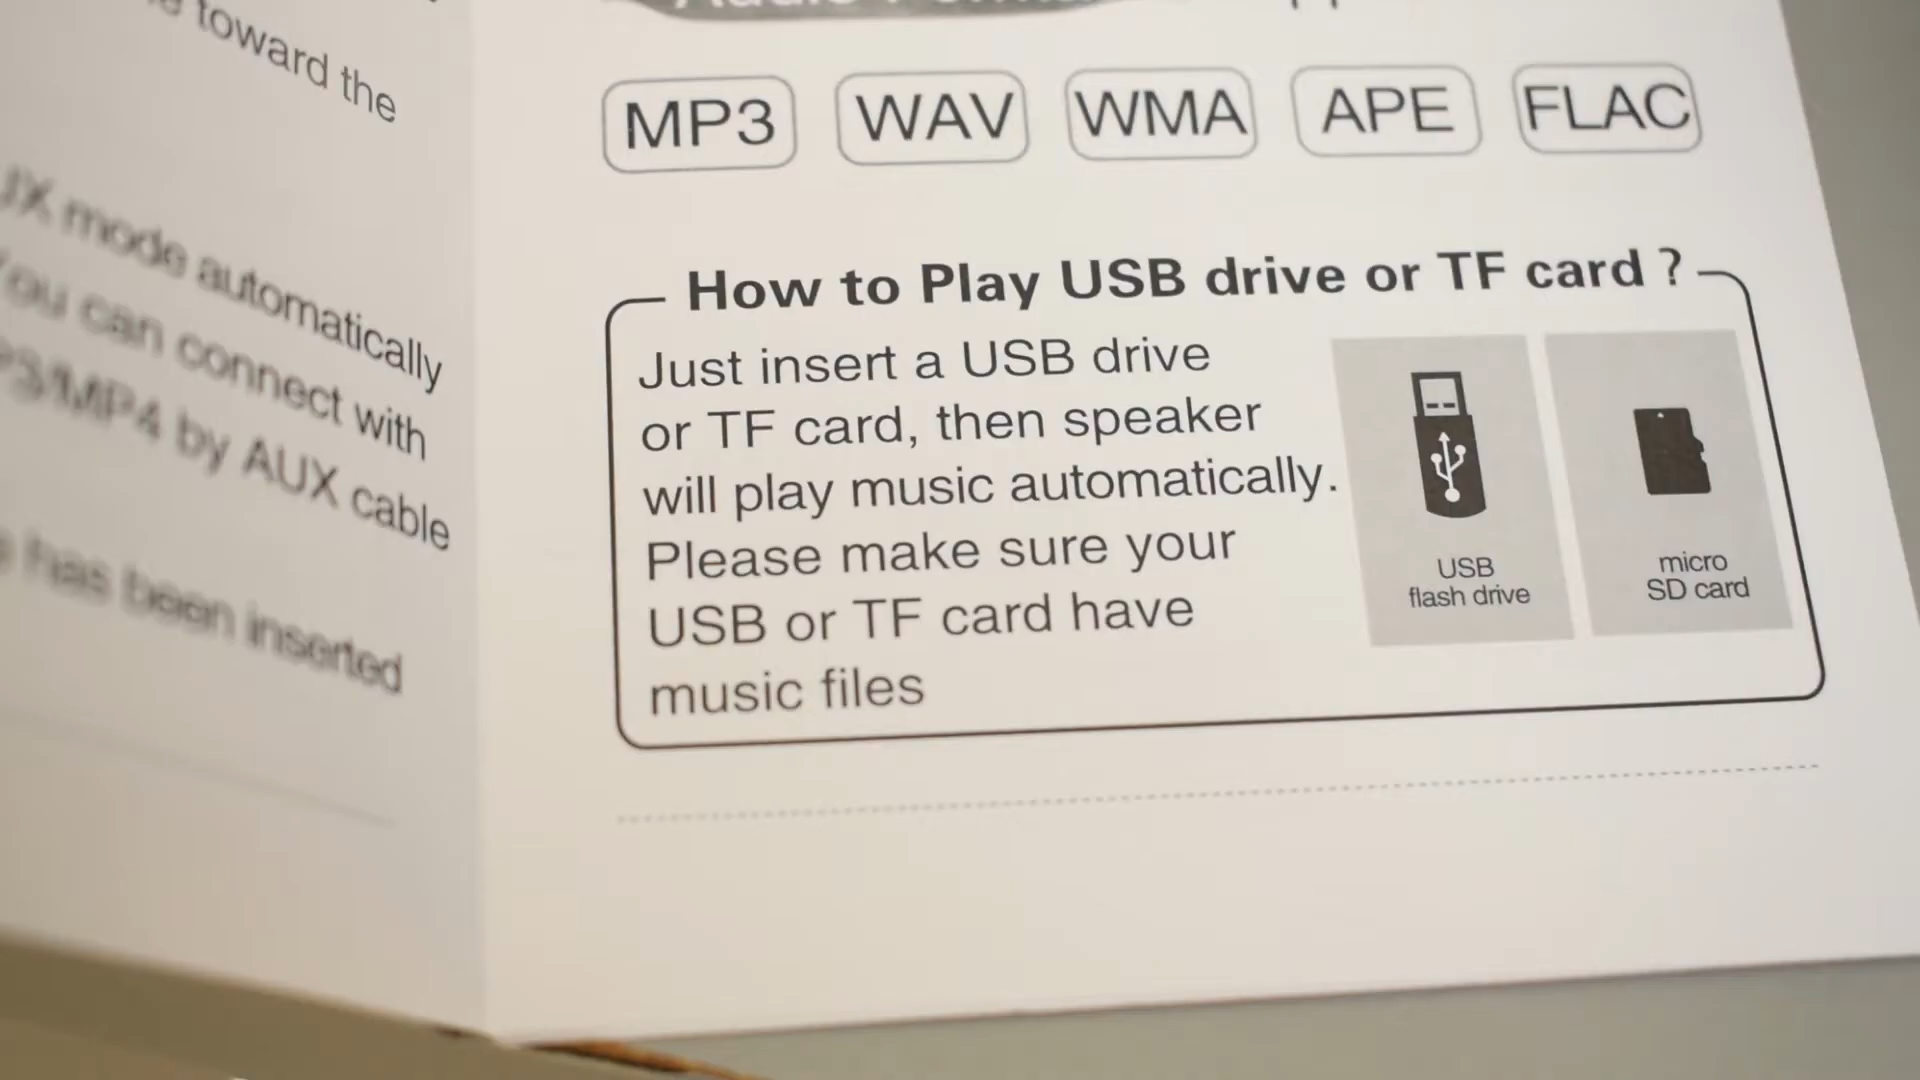 toward the
mode automatically
You can connect with
by AUX cable
has been inserted
MP3 WAV WMA APE FLAC
How to Play USB drive or TF card ?
Just insert a USB drive
or TF card, then speaker
will play music automatically.
Please make sure your
USB or TF card have
music files
USB
flash drive
micro
SD card